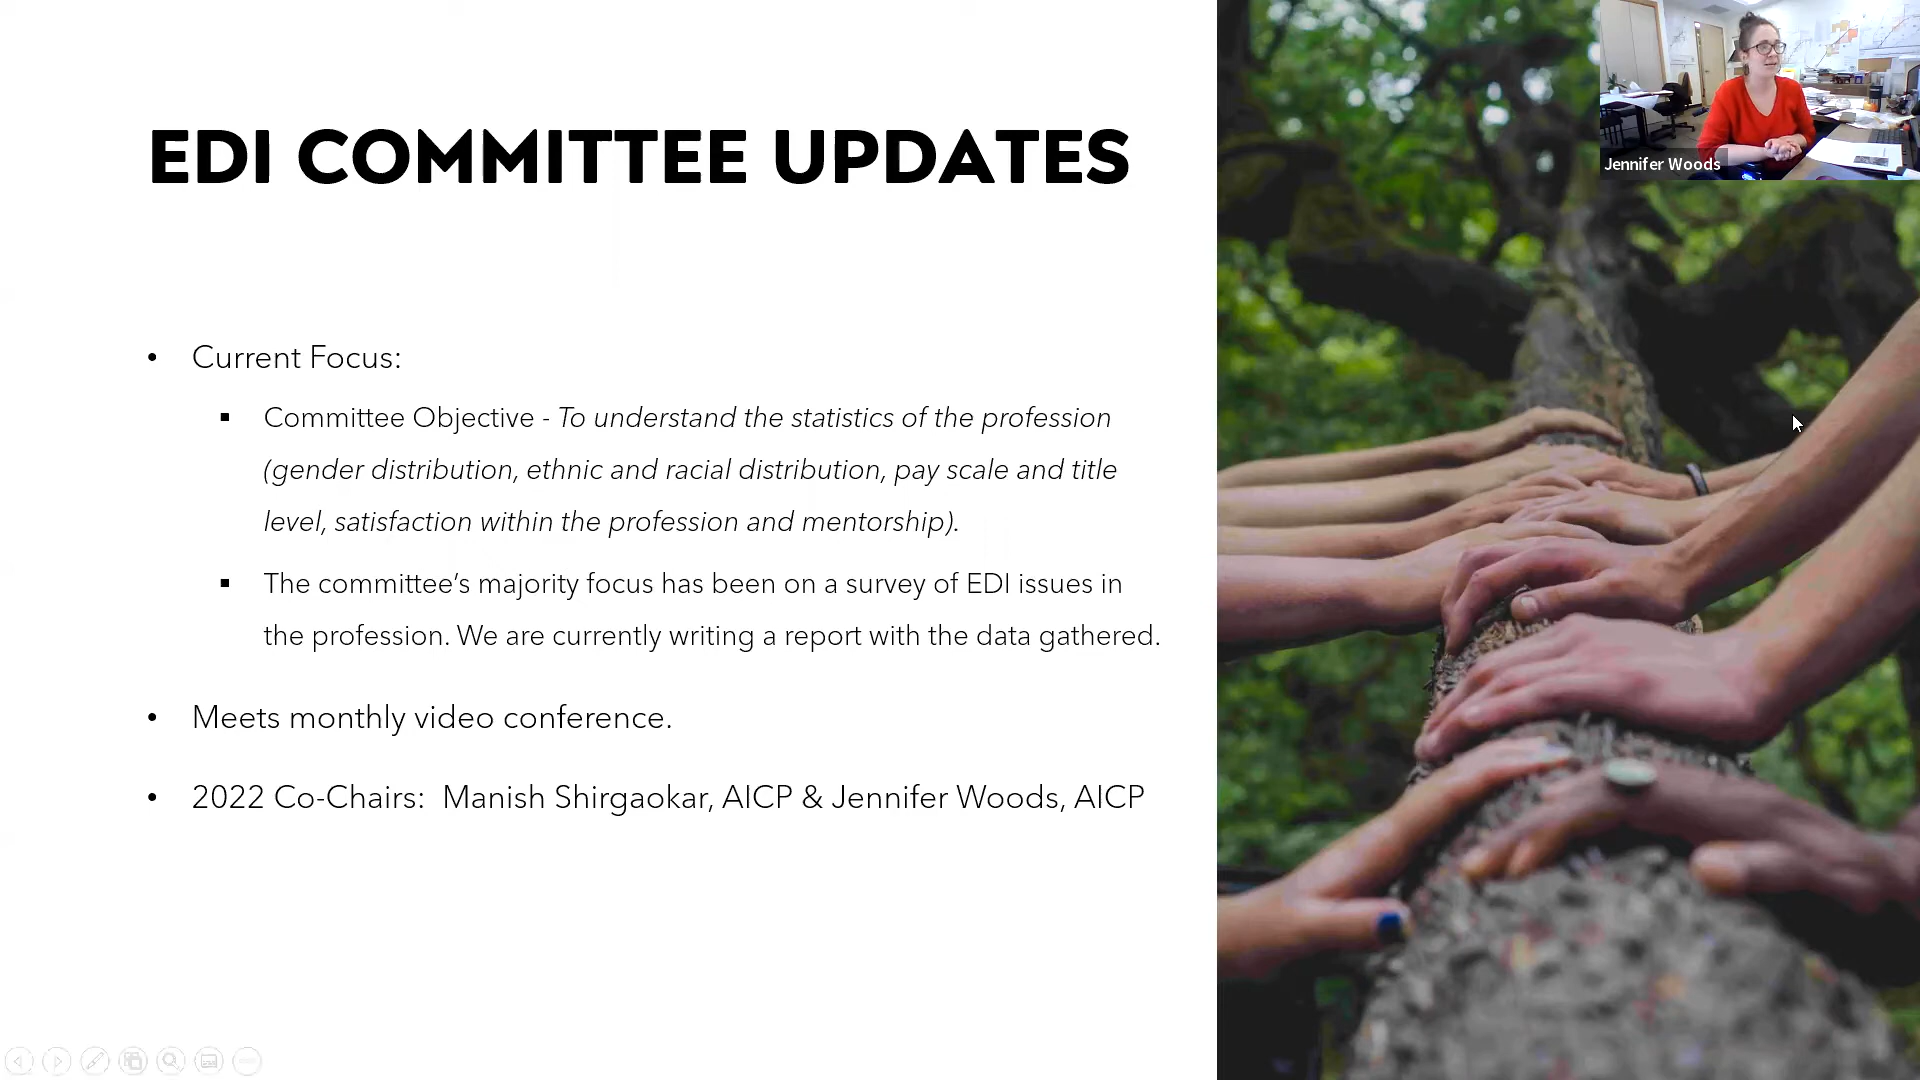 EDI COMMITTEE UPDATES
• Current Focus:
▪ Committee Objective - To understand the statistics of the profession
(gender distribution, ethnic and racial distribution, pay scale and title
level, satisfaction within the profession and mentorship).
▪ The committee’s majority focus has been on a survey of EDI issues in
the profession. We are currently writing a report with the data gathered.
• Meets monthly video conference.
• 2022 Co-Chairs:  Manish Shirgaokar, AICP & Jennifer Woods, AICP
Jennifer Woods